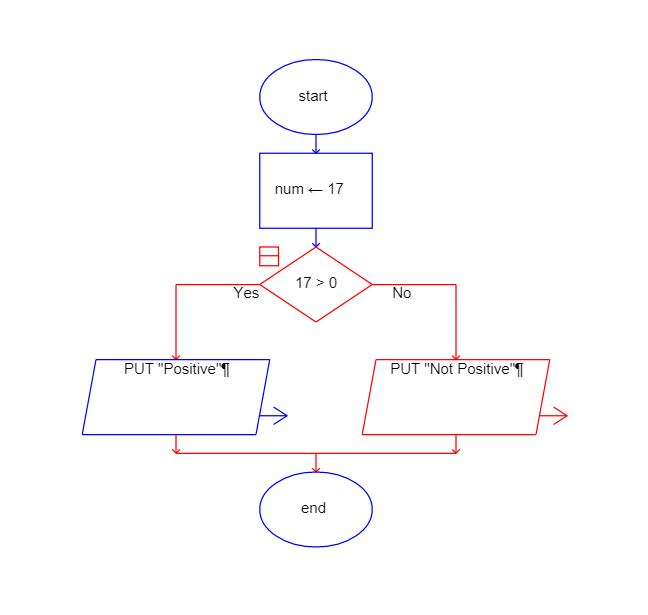 start
num ← 17
17 > 0
Yes
No
PUT "Positive"¶
PUT "Not Positive"¶
end